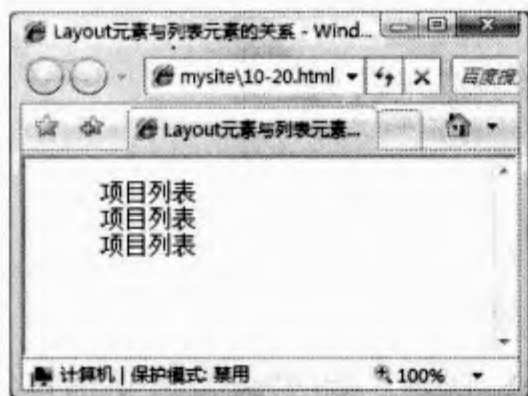 Layout元素与列表元素的关系 - Wind...
mysite\10-20.html
百度搜
Layout元素与列表元素...
项目列表
项目列表
项目列表
计算机 | 保护模式: 禁用
100%